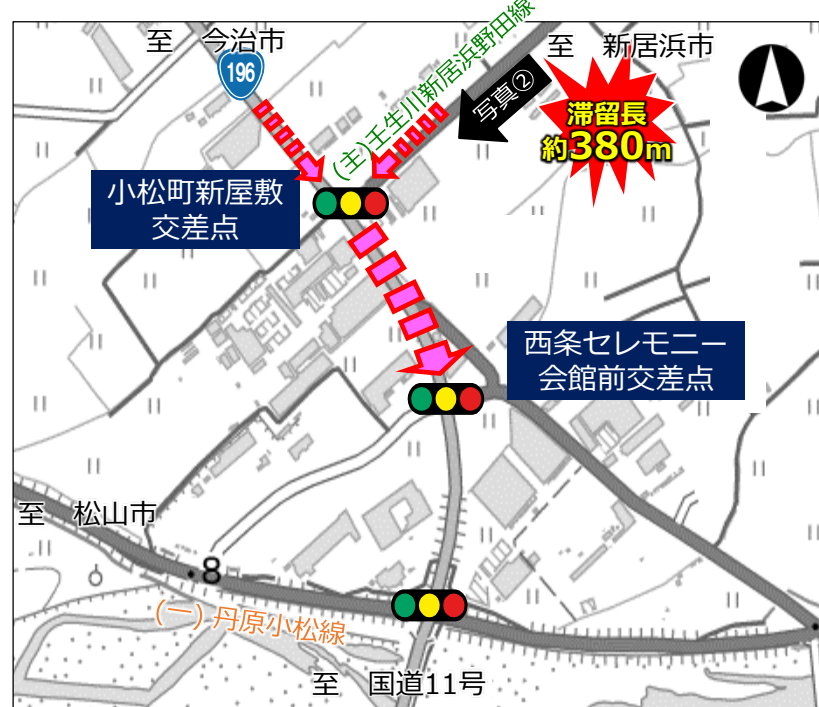 至 今治市
196
(主)壬生川新居浜野田線
至 新居浜市
写真②
滞留長
約380m
小松町新屋敷
交差点
西条セレモニー
会館前交差点
至 松山市
8
(一)丹原小松線
至 国道11号